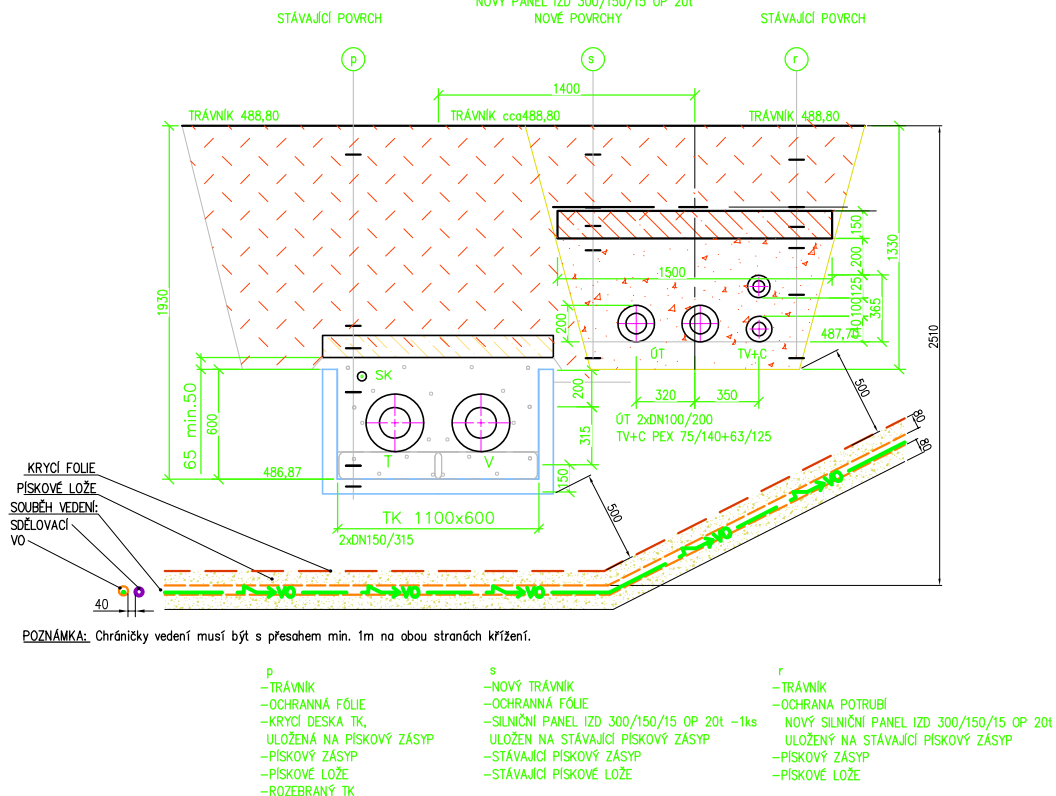 NOVÝ PANEL IZD 300/150/15 OP 20t
STÁVAJÍCÍ POVRCH
NOVÉ POVRCHY
STÁVAJÍCÍ POVRCH
p
s
r
1400
TRÁVNÍK 488,80
TRÁVNÍK cca488,80
TRÁVNÍK 488,80
150
200
1330
1500
125
100
365
140
1930
200
2510
ÚT
TV+C
SK
200
320
350
500
65 min.50
600
ÚT 2xDN100/200
TV+C PEX 75/140+63/125
315
80
80
T
V
486,87
150
KRYCÍ FOLIE
PÍSKOVÉ LOŽE
SOUBĚH VEDENÍ:
SDĚLOVACÍ
VO
TK 1100x600
2xDN150/315
500
VO
VO
VO
VO
VO
40
POZNÁMKA: Chráničky vedení musí být s přesahem min. 1m na obou stranách křížení.
p
-TRÁVNÍK
-OCHRANNÁ FÓLIE
-KRYCÍ DESKA TK,
ULOŽENÁ NA PÍSKOVÝ ZÁSYP
-PÍSKOVÝ ZÁSYP
-PÍSKOVÉ LOŽE
-ROZEBRANÝ TK
s
-NOVÝ TRÁVNÍK
-OCHRANNÁ FÓLIE
-SILNIČNÍ PANEL IZD 300/150/15 OP 20t -1ks
ULOŽEN NA STÁVAJÍCÍ PÍSKOVÝ ZÁSYP
-STÁVAJÍCÍ PÍSKOVÝ ZÁSYP
-STÁVAJÍCÍ PÍSKOVÉ LOŽE
r
-TRÁVNÍK
-OCHRANA POTRUBÍ
NOVÝ SILNIČNÍ PANEL IZD 300/150/15 OP 20t
ULOŽENÝ NA STÁVAJÍCÍ PÍSKOVÝ ZÁSYP
-PÍSKOVÝ ZÁSYP
-PÍSKOVÉ LOŽE